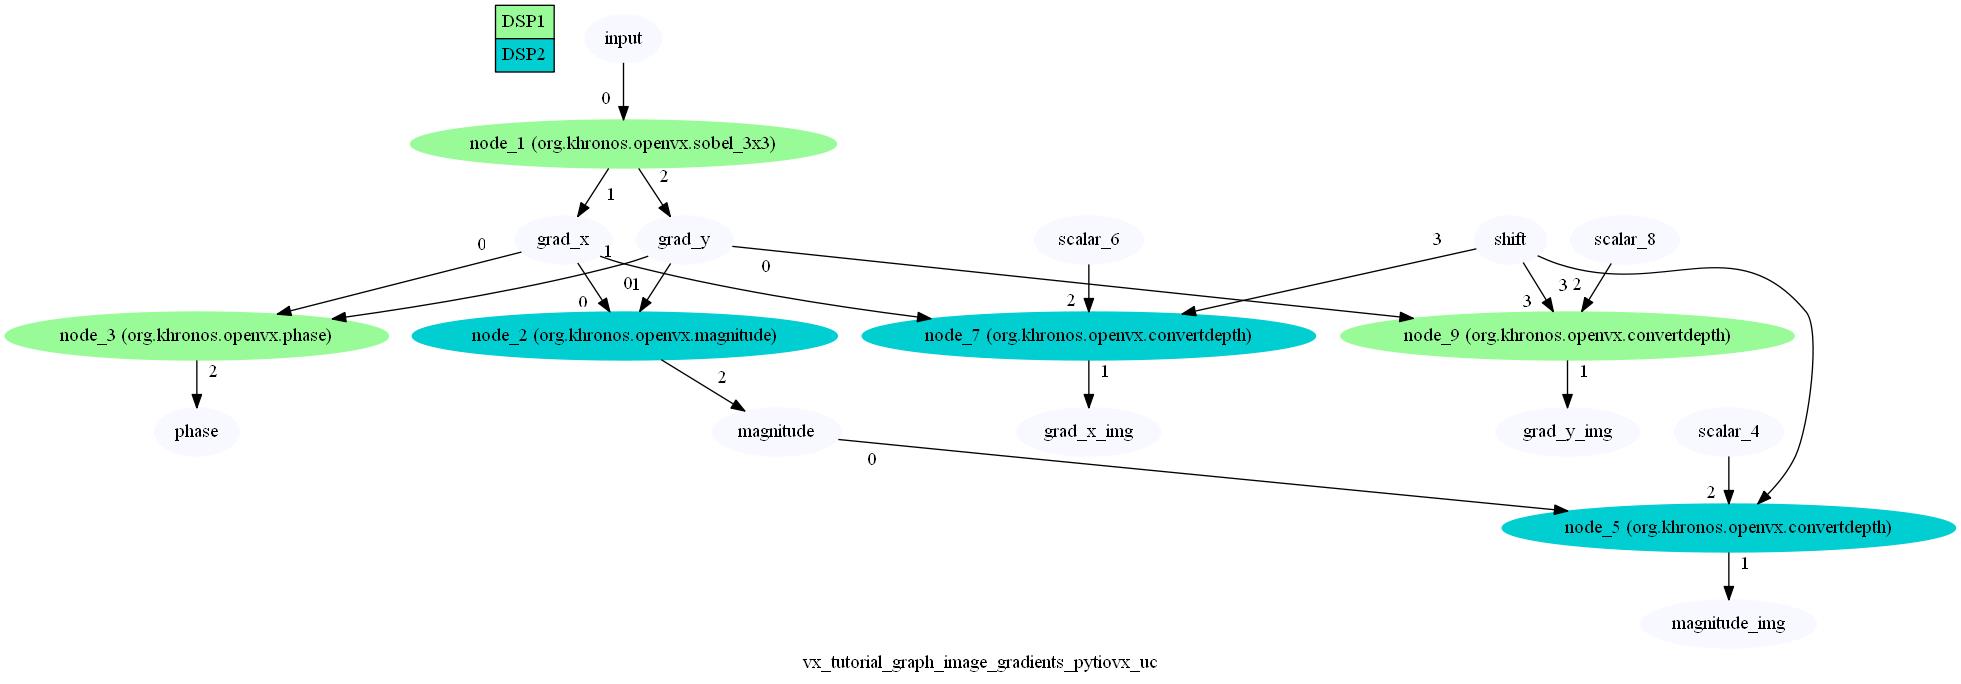 DSP1
DSP2
input
0
node_1 (org.khronos.openvx.sobel_3x3)
1
2
grad_x
grad_y
scalar_6
shift
scalar_8
0
1
0
3
0
1
0
2
3
3
2
node_3 (org.khronos.openvx.phase)
node_2 (org.khronos.openvx.magnitude)
node_7 (org.khronos.openvx.convertdepth)
node_9 (org.khronos.openvx.convertdepth)
2
2
1
1
phase
magnitude
grad_x_img
grad_y_img
scalar_4
0
2
node_5 (org.khronos.openvx.convertdepth)
1
magnitude_img
vx_tutorial_graph_image_gradients_pytiovx_uc